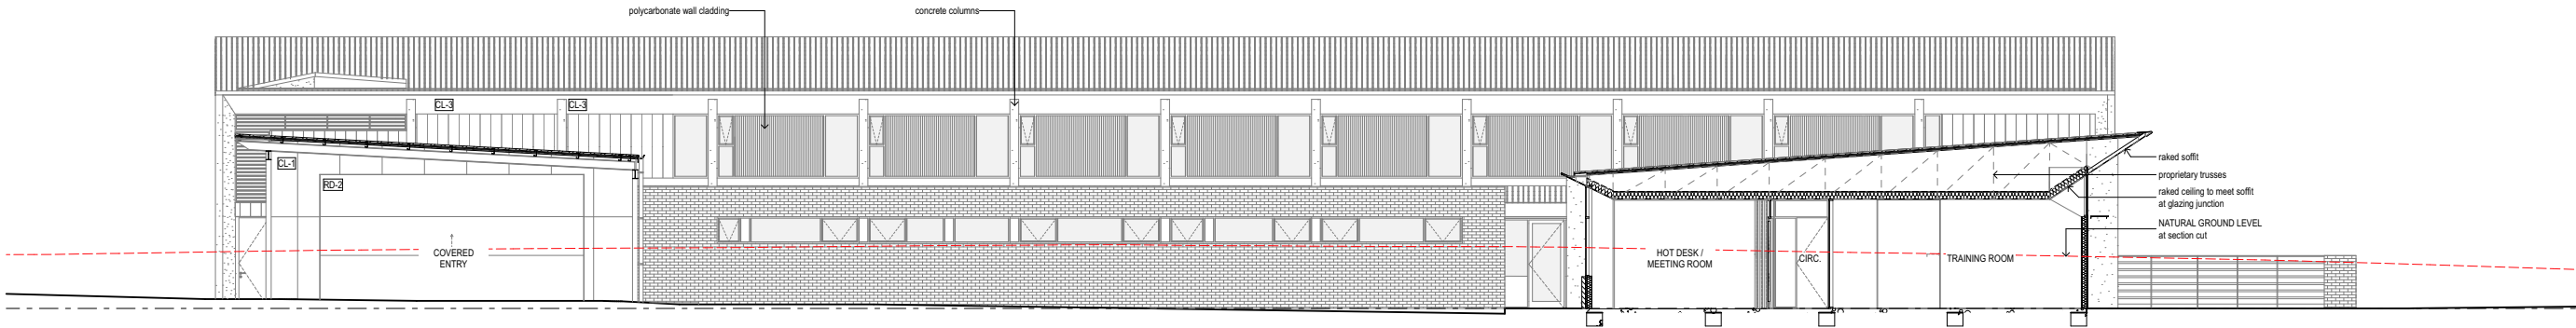 polycarbonate wall cladding
concrete columns
CL-3
CL-3
CL-1
RD-2
raked soffit
proprietary trusses
raked ceiling to meet soffit
at glazing junction
NATURAL GROUND LEVEL
at section cut
COVERED
ENTRY
HOT DESK /
MEETING ROOM
CIRC.
TRAINING ROOM